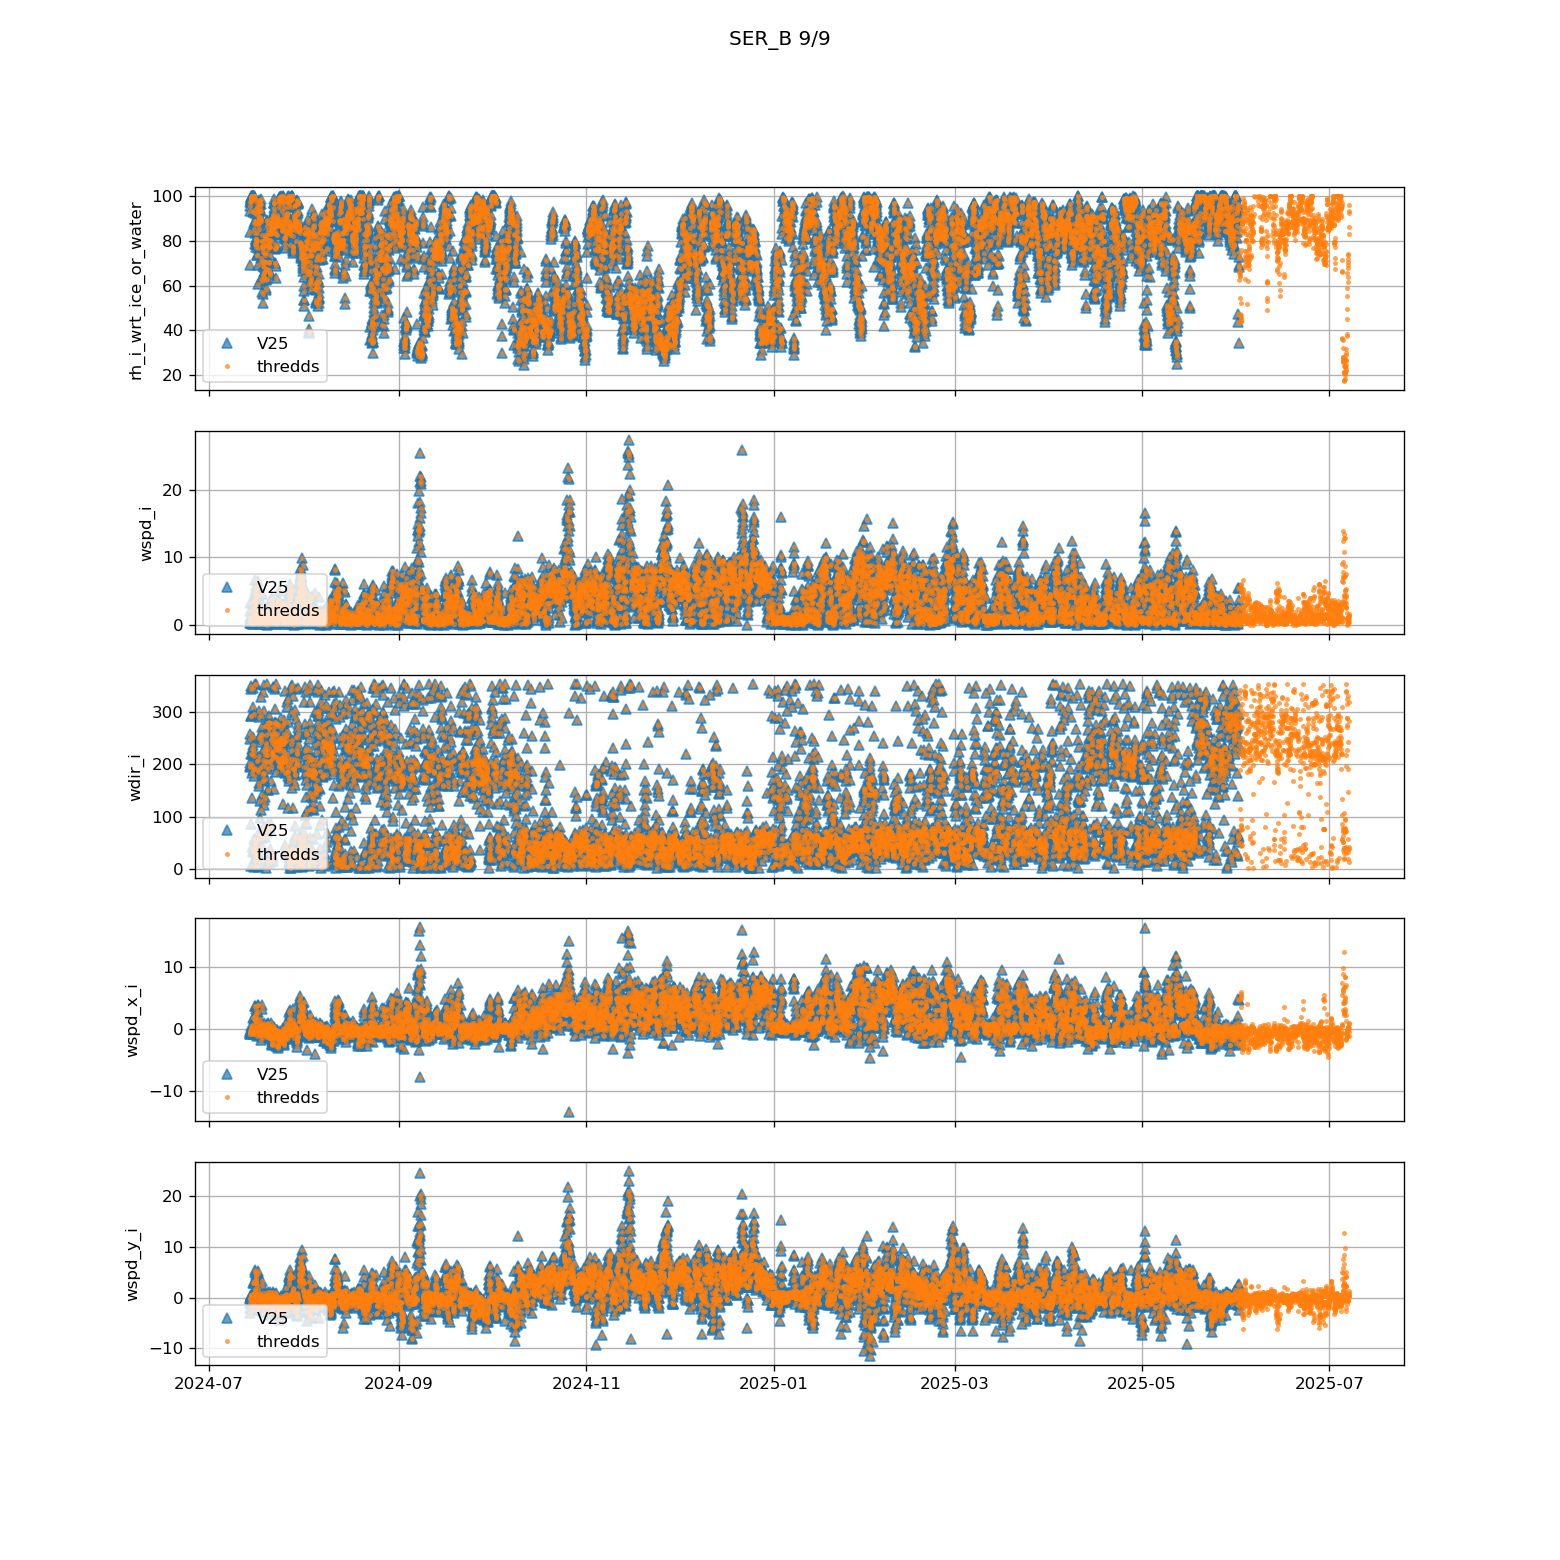 SER_B 9/9
rh_i_wrt_ice_or_water
100
80
60
40
20
V25
thredds
wspd_i
20
10
0
V25
thredds
wdir_i
300
200
100
0
V25
thredds
wspd_x_i
10
0
−10
V25
thredds
wspd_y_i
20
10
0
−10
V25
thredds
2024-07 2024-09 2024-11 2025-01 2025-03 2025-05 2025-07